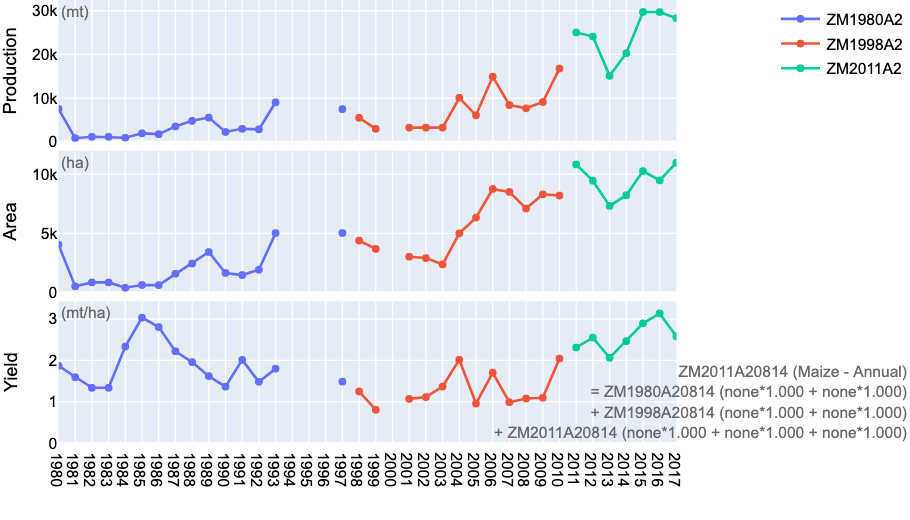 Production
30k
20k
10k
0
(mt)
ZM1980A2
ZM1998A2
ZM2011A2
Area
10k
5k
0
(ha)
Yield
3
2
1
0
(mt/ha)
ZM2011A20814 (Maize - Annual)
= ZM1980A20814 (none*1.000 + none*1.000)
+ ZM1998A20814 (none*1.000 + none*1.000)
+ ZM2011A20814 (none*1.000 + none*1.000 + none*1.000)
1980
1981
1982
1983
1984
1985
1986
1987
1988
1989
1990
1991
1992
1993
1994
1995
1996
1997
1998
1999
2000
2001
2002
2003
2004
2005
2006
2007
2008
2009
2010
2011
2012
2013
2014
2015
2016
2017